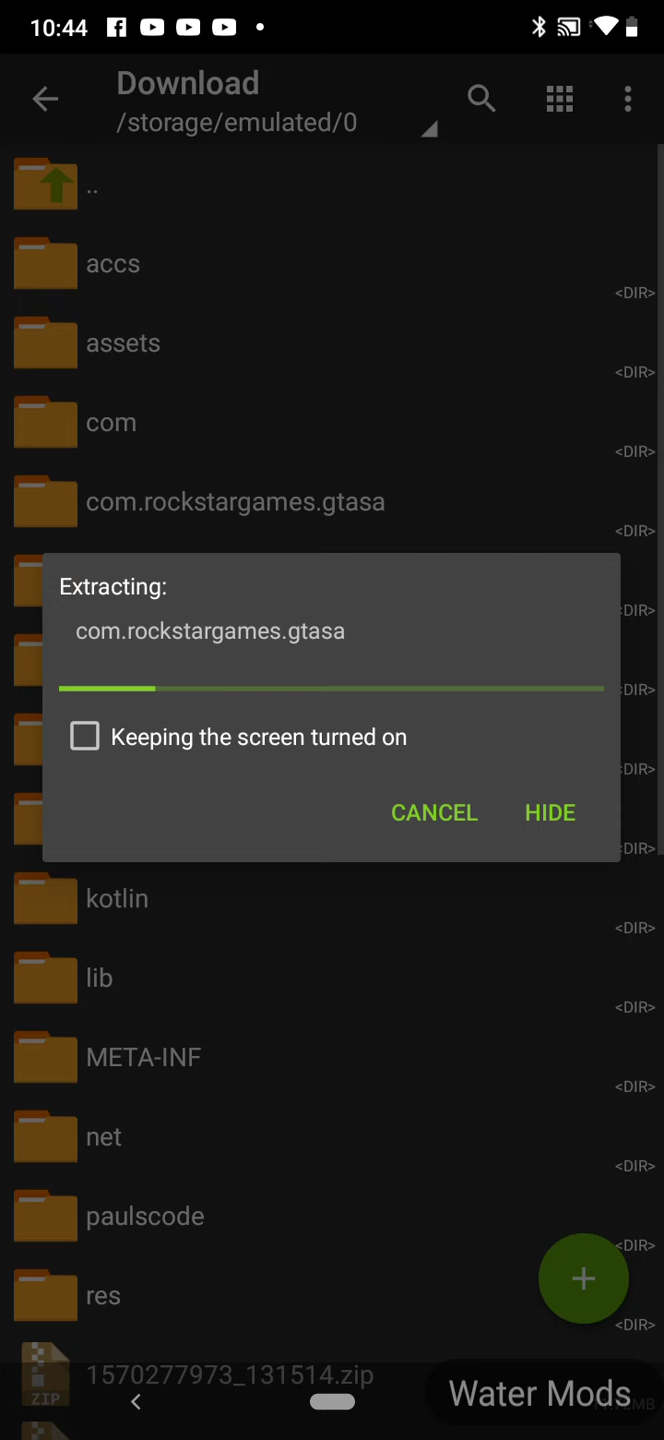 10:44
Download
/storage/emulated/0
..
accs
<DIR>
assets
<DIR>
com
<DIR>
com.rockstargames.gtasa
<DIR>
Extracting:
com.rockstargames.gtasa
Keeping the screen turned on
CANCEL
HIDE
DIR>
DIR>
DIR>
DIR>
kotlin
<DIR>
lib
<DIR>
META-INF
<DIR>
net
<DIR>
paulscode
<DIR>
res
<DIR>
1570277973_131514.zip
ZIP
Water Mods